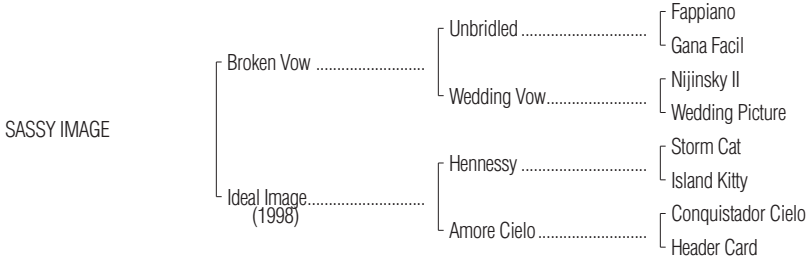 Fappiano
Unbridled
Gana Facil
Broken Vow
Nijinsky II
Wedding Vow
Wedding Picture
SASSY IMAGE
Storm Cat
Hennessy
Island Kitty
Ideal Image
(1998)
Conquistador Cielo
Amore Cielo
Header Card